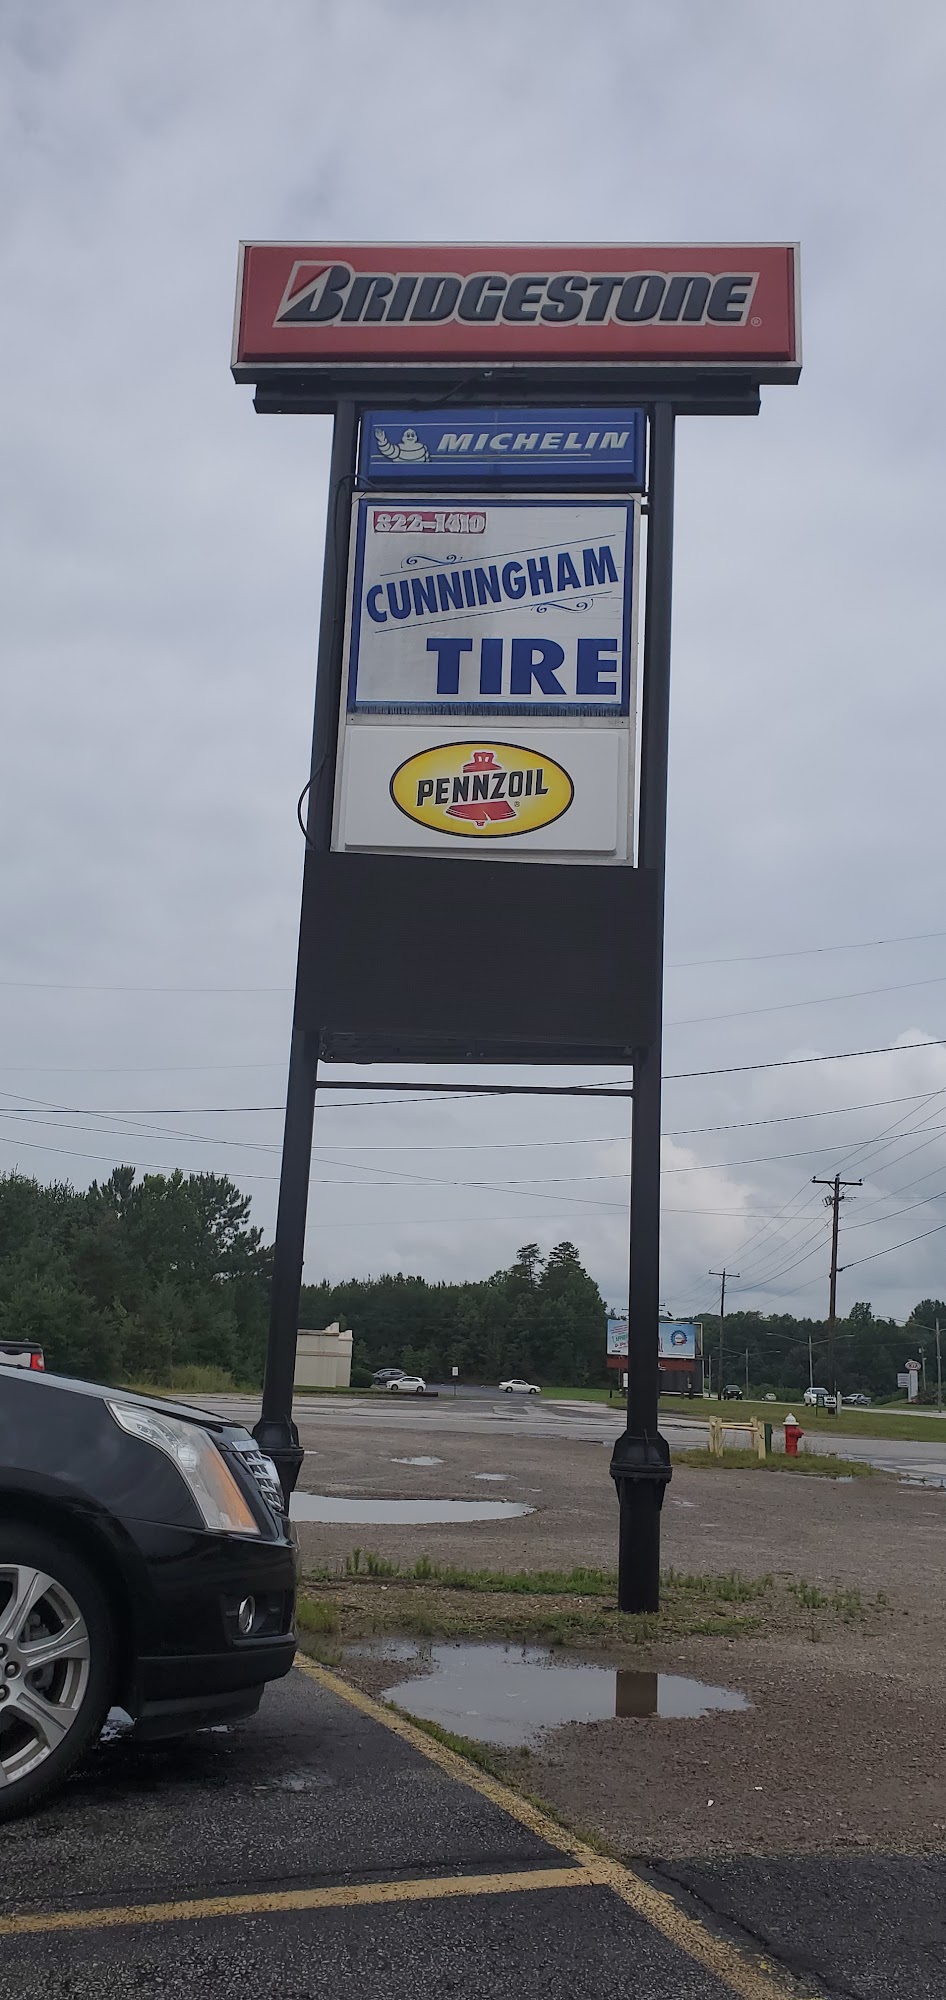 BRIDGESTONE
MICHELIN
822-1410
CUNNINGHAM
TIRE
PENNZOIL